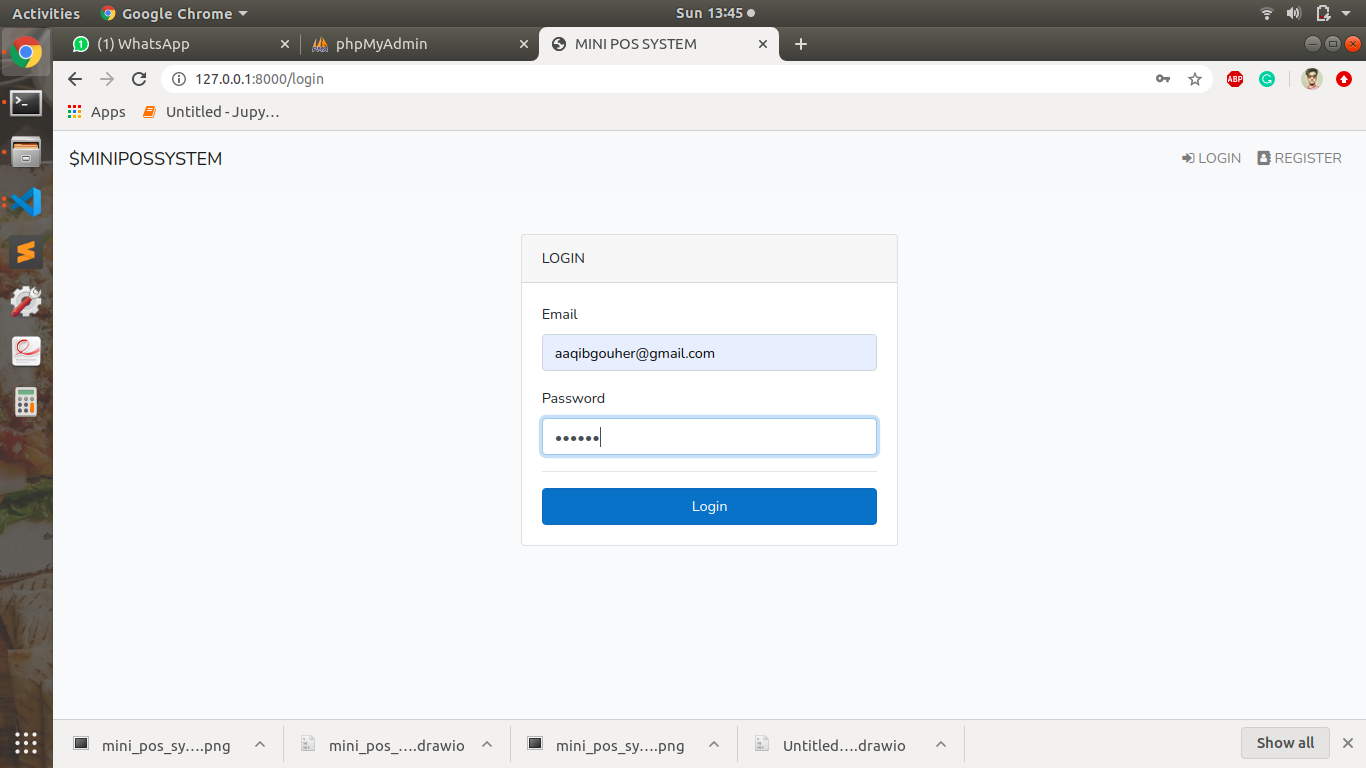 Activities Google Chrome Sun 13:45
(1) WhatsApp phpMyAdmin MINI POS SYSTEM
127.0.0.1:8000/login ABP
Apps Untitled - Jupy…
$MINIPOSSYSTEM LOGIN REGISTER
LOGIN
Email
aaqibgouher@gmail.com
Password
••••••
Login
mini_pos_sy….png mini_pos_….drawio mini_pos_sy….png Untitled….drawio Show all